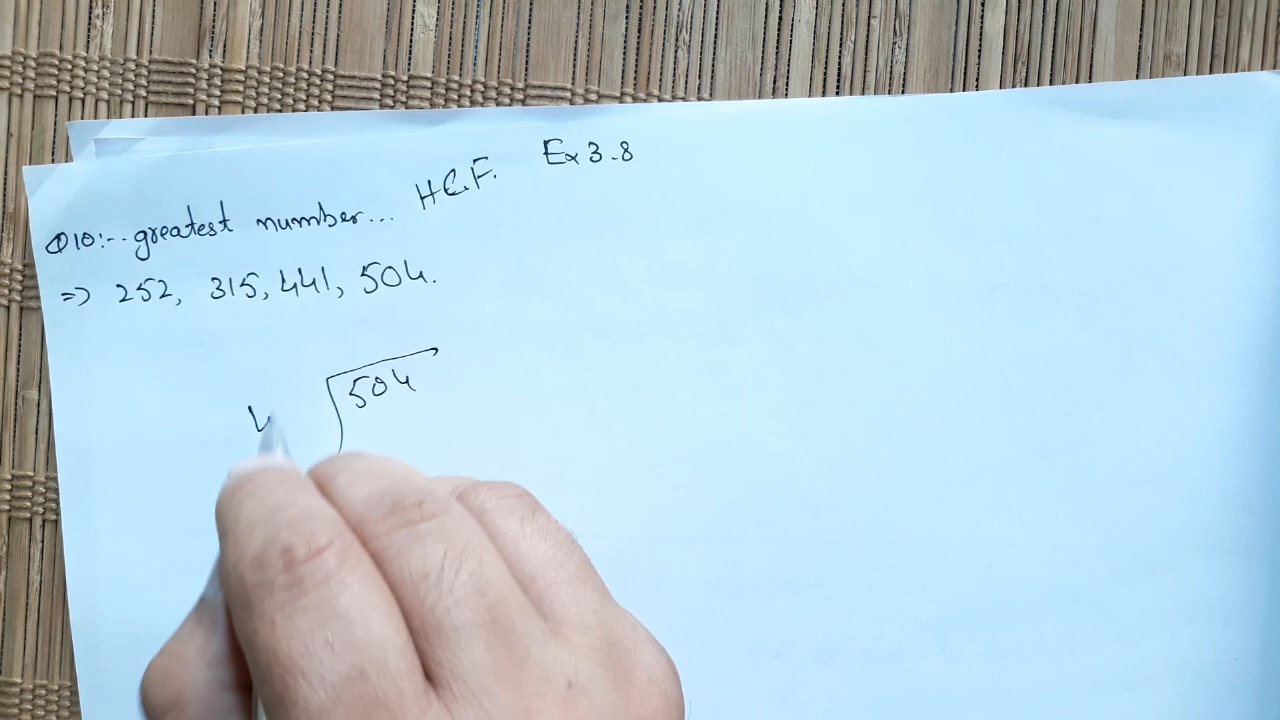 Ex 3.8
H.C.F.
Q10:-.. greatest number...
=> 252, 315, 441, 504.
504